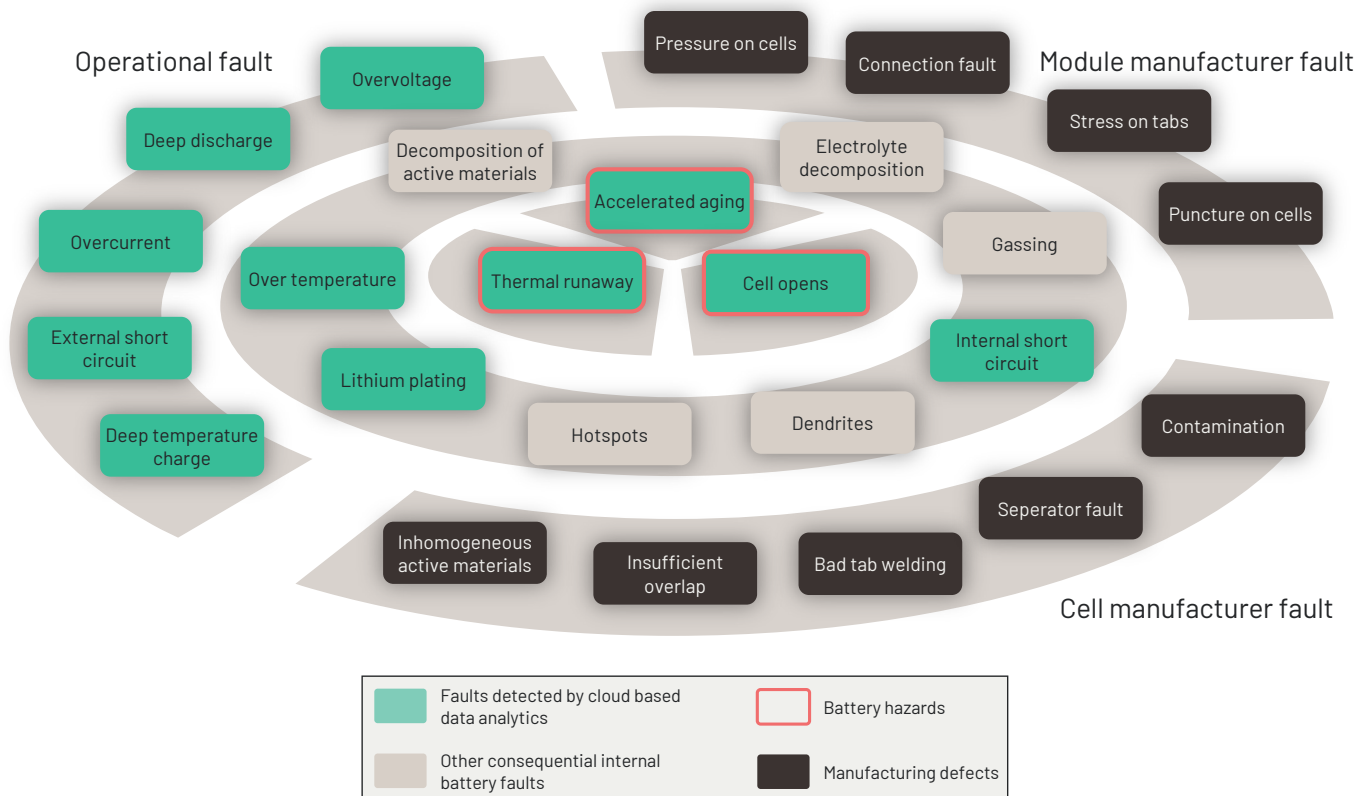 Operational fault
Overvoltage
Pressure on cells
Connection fault
Module manufacturer fault
Deep discharge
Decomposition of
active materials
Electrolyte
decomposition
Stress on tabs
Accelerated aging
Puncture on cells
Overcurrent
Gassing
Over temperature
Thermal runaway
Cell opens
External short
circuit
Internal short
circuit
Lithium plating
Deep temperature
charge
Hotspots
Dendrites
Contamination
Seperator fault
Inhomogeneous
active materials
Insufficient
overlap
Bad tab welding
Cell manufacturer fault
Faults detected by cloud based
data analytics
Battery hazards
Other consequential internal
battery faults
Manufacturing defects